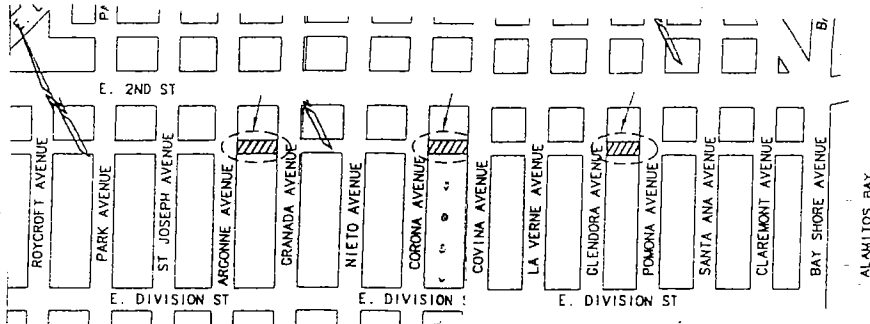 E. 2ND ST
ROYCROFT AVENUE
PARK AVENUE
ST JOSEPH AVENUE
ARGONNE AVENUE
GRANADA AVENUE
NIETO AVENUE
CORONA AVENUE
COVINA AVENUE
LA VERNE AVENUE
GLENDORA AVENUE
POMONA AVENUE
SANTA ANA AVENUE
CLAREMONT AVENUE
BAY SHORE AVENUE
ALAMITOS BAY
E. DIVISION ST
E. DIVISION
E. DIVISION ST